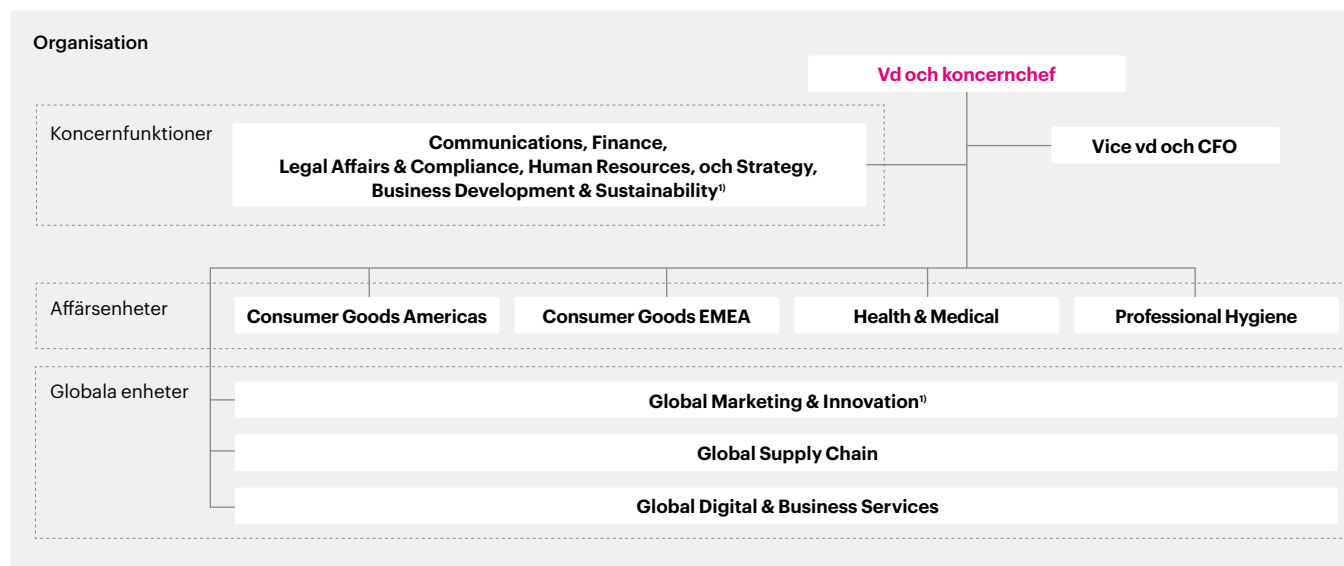 Organisation
Vd och koncernchef
Koncernfunktioner
Communications, Finance,
Legal Affairs & Compliance, Human Resources, och Strategy,
Business Development & Sustainability¹⁾
Vice vd och CFO
Affärsenheter
Consumer Goods Americas
Consumer Goods EMEA
Health & Medical
Professional Hygiene
Globala enheter
Global Marketing & Innovation¹⁾
Global Supply Chain
Global Digital & Business Services